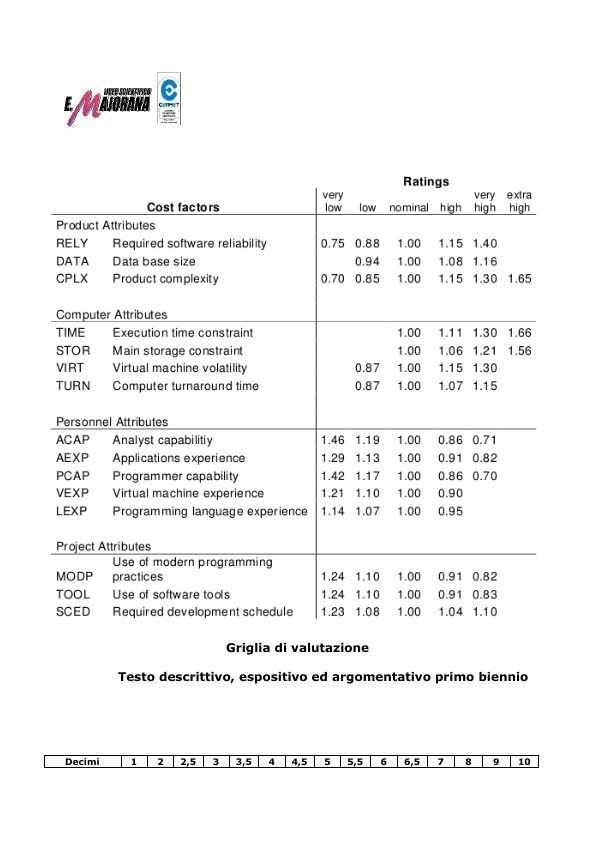 LICEO SCIENTIFICO
E. MAJORANA
CERMET
Ratings
Cost factors very low low nominal high very high extra high
Product Attributes
RELY Required software reliability 0.75 0.88 1.00 1.15 1.40
DATA Data base size 0.94 1.00 1.08 1.16
CPLX Product complexity 0.70 0.85 1.00 1.15 1.30 1.65
Computer Attributes
TIME Execution time constraint 1.00 1.11 1.30 1.66
STOR Main storage constraint 1.00 1.06 1.21 1.56
VIRT Virtual machine volatility 0.87 1.00 1.15 1.30
TURN Computer turnaround time 0.87 1.00 1.07 1.15
Personnel Attributes
ACAP Analyst capabilitiy 1.46 1.19 1.00 0.86 0.71
AEXP Applications experience 1.29 1.13 1.00 0.91 0.82
PCAP Programmer capability 1.42 1.17 1.00 0.86 0.70
VEXP Virtual machine experience 1.21 1.10 1.00 0.90
LEXP Programming language experience 1.14 1.07 1.00 0.95
Project Attributes
Use of modern programming
MODP practices 1.24 1.10 1.00 0.91 0.82
TOOL Use of software tools 1.24 1.10 1.00 0.91 0.83
SCED Required development schedule 1.23 1.08 1.00 1.04 1.10
Griglia di valutazione
Testo descrittivo, espositivo ed argomentativo primo biennio
Decimi 1 2 2,5 3 3,5 4 4,5 5 5,5 6 6,5 7 8 9 10